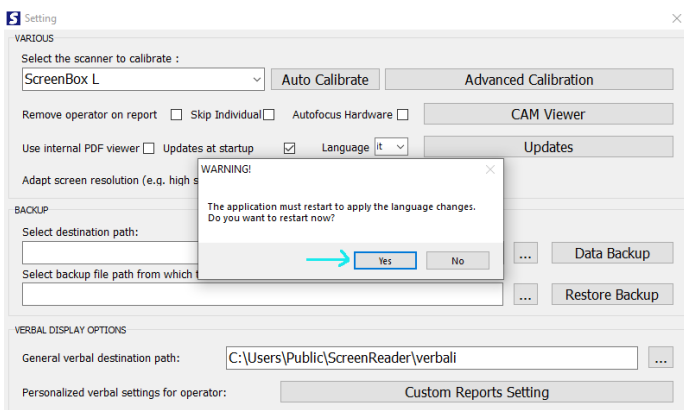 Setting
VARIOUS
Select the scanner to calibrate :
ScreenBox L Auto Calibrate Advanced Calibration
Remove operator on report Skip Individual Autofocus Hardware CAM Viewer
Use internal PDF viewer Updates at startup Language it Updates
Adapt screen resolution (e.g. high s
WARNING!
The application must restart to apply the language changes.
Do you want to restart now?
Yes No
BACKUP
Select destination path:
... Data Backup
Select backup file path from which t
... Restore Backup
VERBAL DISPLAY OPTIONS
General verbal destination path: C:\Users\Public\ScreenReader\verbali ...
Personalized verbal settings for operator: Custom Reports Setting